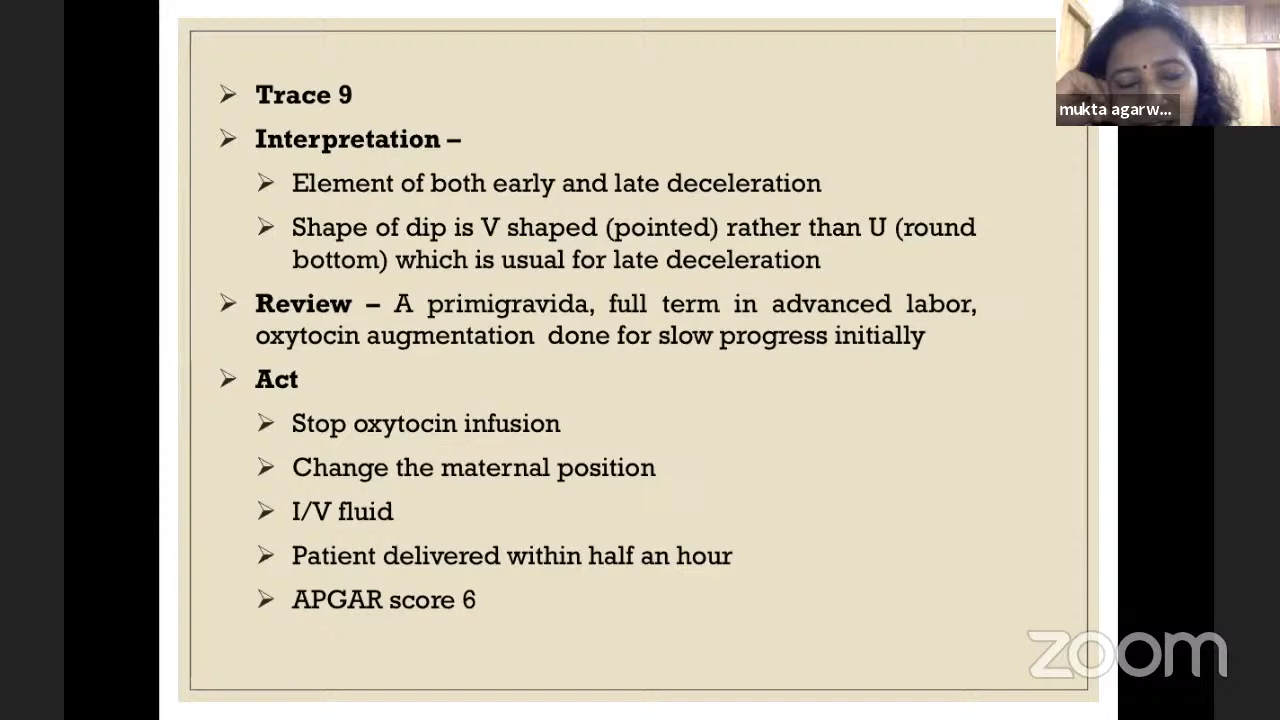 Trace 9
Interpretation –
Element of both early and late deceleration
Shape of dip is V shaped (pointed) rather than U (round
bottom) which is usual for late deceleration
Review – A primigravida, full term in advanced labor,
oxytocin augmentation done for slow progress initially
Act
Stop oxytocin infusion
Change the maternal position
I/V fluid
Patient delivered within half an hour
APGAR score 6
mukta agarw...
zoom